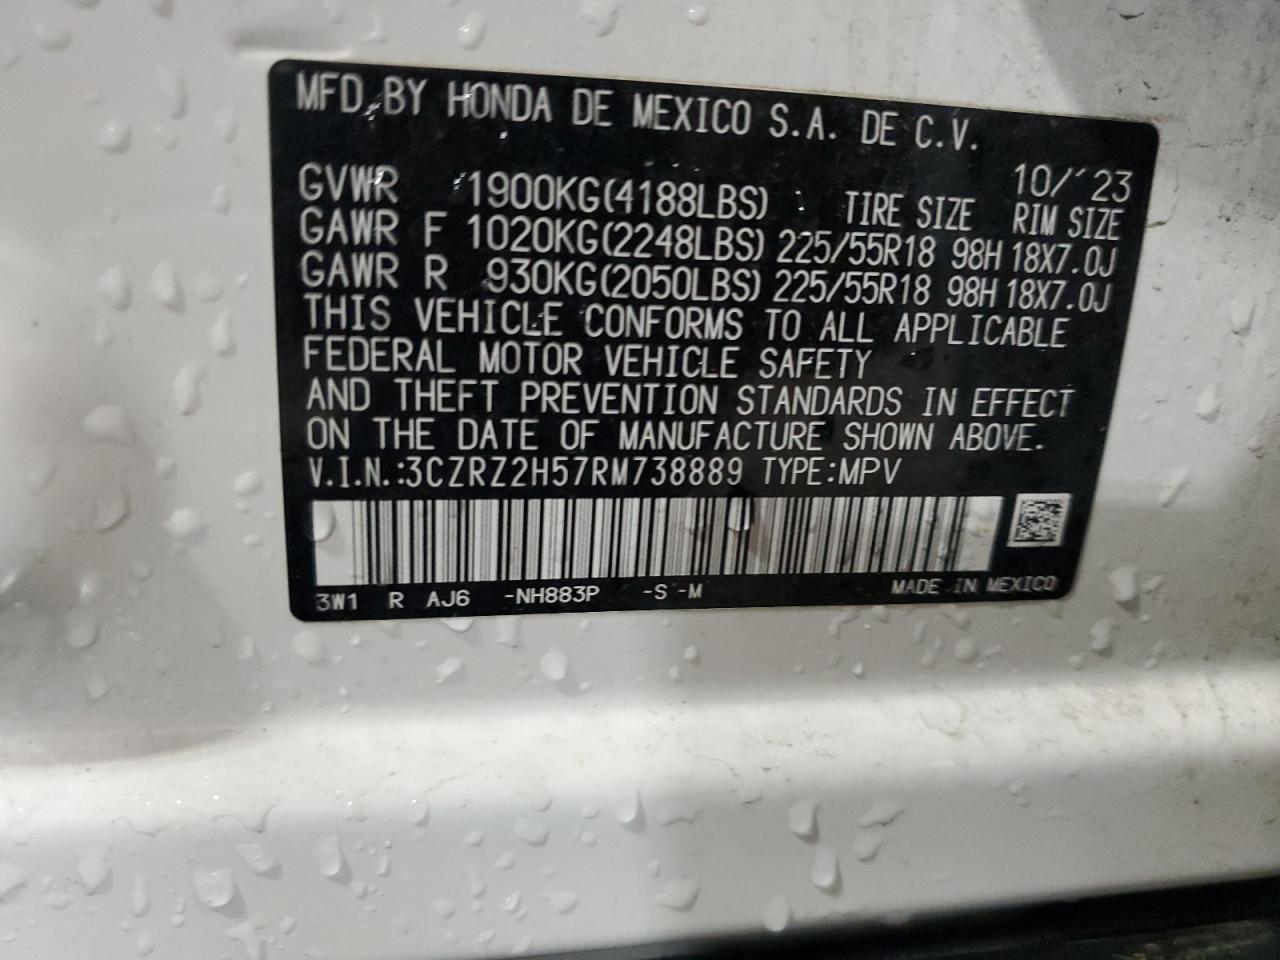 MFD. BY HONDA DE MEXICO S.A. DE C.V.
10/'23
GVWR 1900KG(4188LBS) TIRE SIZE RIM SIZE
GAWR F 1020KG(2248LBS) 225/55R18 98H 18X7.0J
GAWR R 930KG(2050LBS) 225/55R18 98H 18X7.0J
THIS VEHICLE CONFORMS TO ALL APPLICABLE
FEDERAL MOTOR VEHICLE SAFETY
AND THEFT PREVENTION STANDARDS IN EFFECT
ON THE DATE OF MANUFACTURE SHOWN ABOVE.
V.I.N.:3CZRZ2H57RM738889 TYPE:MPV
3W1 R AJ6 -NH883P -S -M MADE IN MEXICO